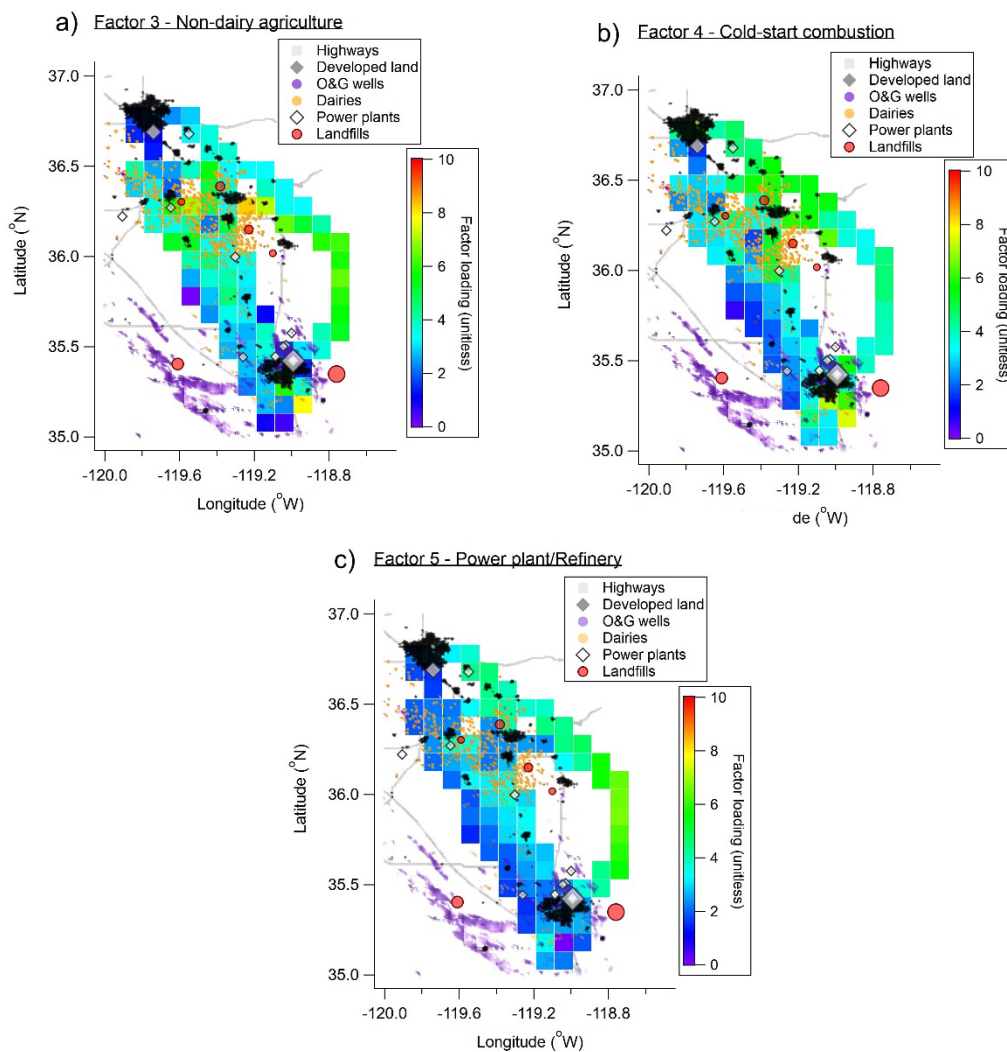 a) Factor 3 - Non-dairy agriculture
Highways
Developed land
O&G wells
Dairies
Power plants
Landfills
37.0
36.5
36.0
35.5
35.0
Latitude (°N)
-120.0 -119.6 -119.2 -118.8
Longitude (°W)
10
8
6
4
2
0
Factor loading (unitless)
b) Factor 4 - Cold-start combustion
Highways
Developed land
O&G wells
Dairies
Power plants
Landfills
37.0
36.5
36.0
35.5
35.0
Latitude (°N)
-120.0 -119.6 -119.2 -118.8
de (°W)
10
8
6
4
2
0
Factor loading (unitless)
c) Factor 5 - Power plant/Refinery
Highways
Developed land
O&G wells
Dairies
Power plants
Landfills
37.0
36.5
36.0
35.5
35.0
Latitude (°N)
-120.0 -119.6 -119.2 -118.8
Longitude (°W)
10
8
6
4
2
0
Factor loading (unitless)